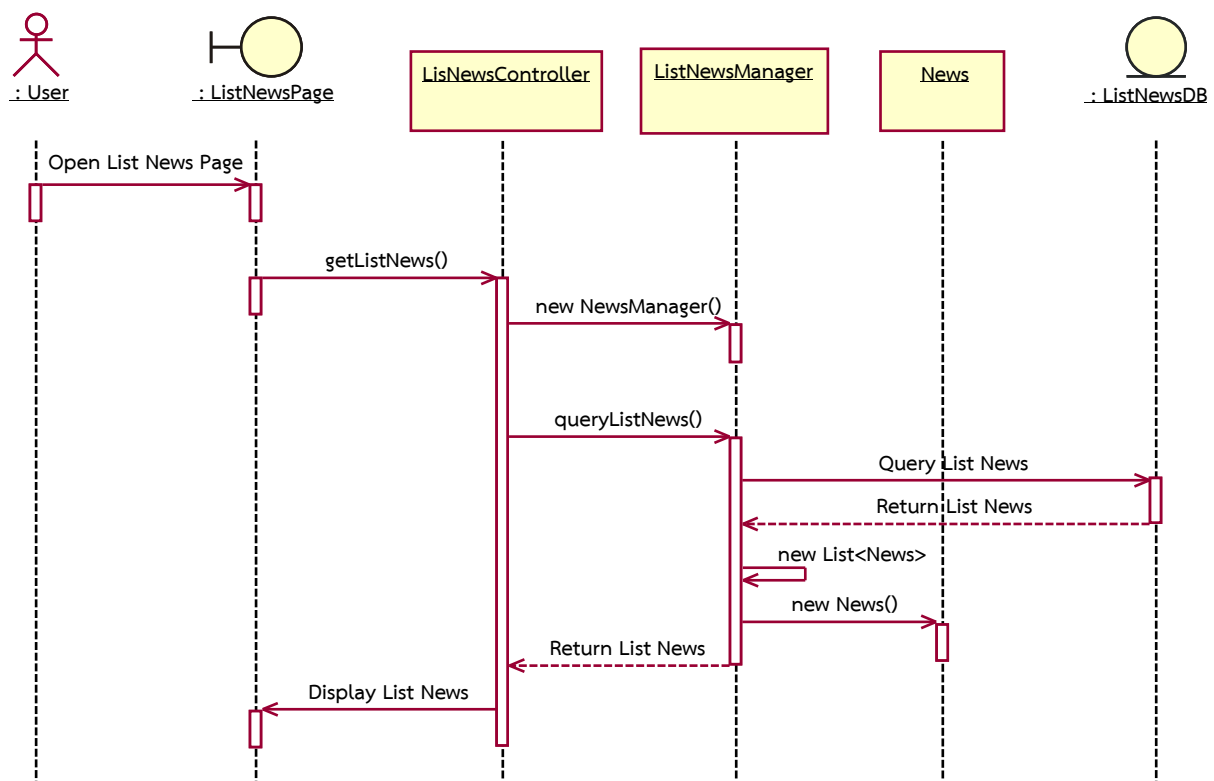 : User
: ListNewsPage
LisNewsController
ListNewsManager
News
: ListNewsDB
Open List News Page
getListNews()
new NewsManager()
queryListNews()
Query List News
Return List News
new List<News>
new News()
Return List News
Display List News